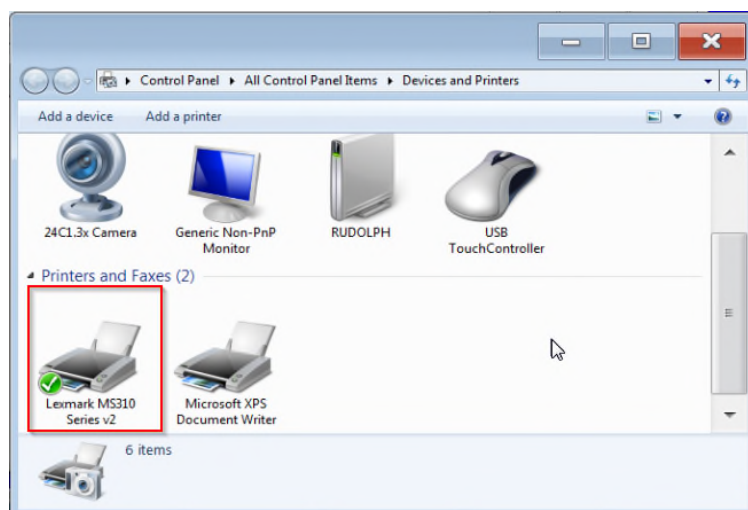 Control Panel ▸ All Control Panel Items ▸ Devices and Printers
Add a device Add a printer
24C1.3x Camera
Generic Non-PnP
Monitor
RUDOLPH
USB
TouchController
Printers and Faxes (2)
Lexmark MS310
Series v2
Microsoft XPS
Document Writer
6 items